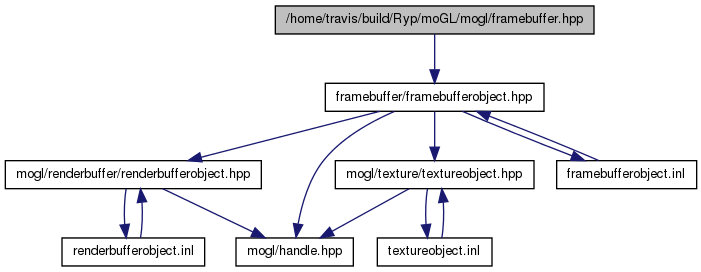 /home/travis/build/Ryp/moGL/mogl/framebuffer.hpp
framebuffer/framebufferobject.hpp
mogl/renderbuffer/renderbufferobject.hpp
mogl/texture/textureobject.hpp
framebufferobject.inl
renderbufferobject.inl
mogl/handle.hpp
textureobject.inl